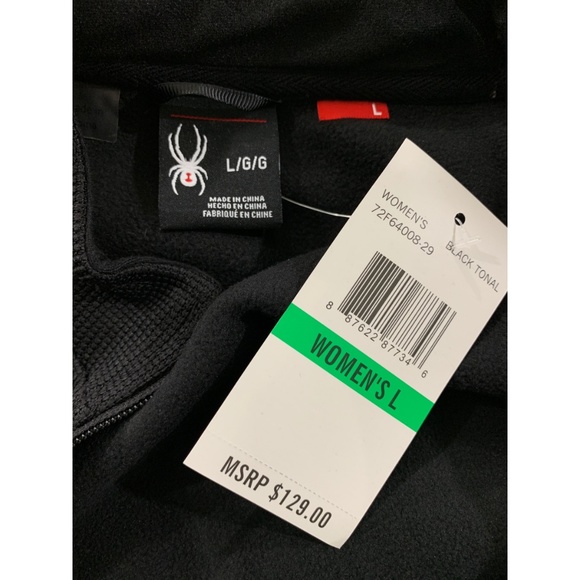 L/G/G
MADE IN CHINA
HECHO EN CHINA
FABRIQUÉ EN CHINE
L
WOMEN'S
72F64008-29
BLACK TONAL
8 87622 87734 6
WOMEN'S L
MSRP $129.00